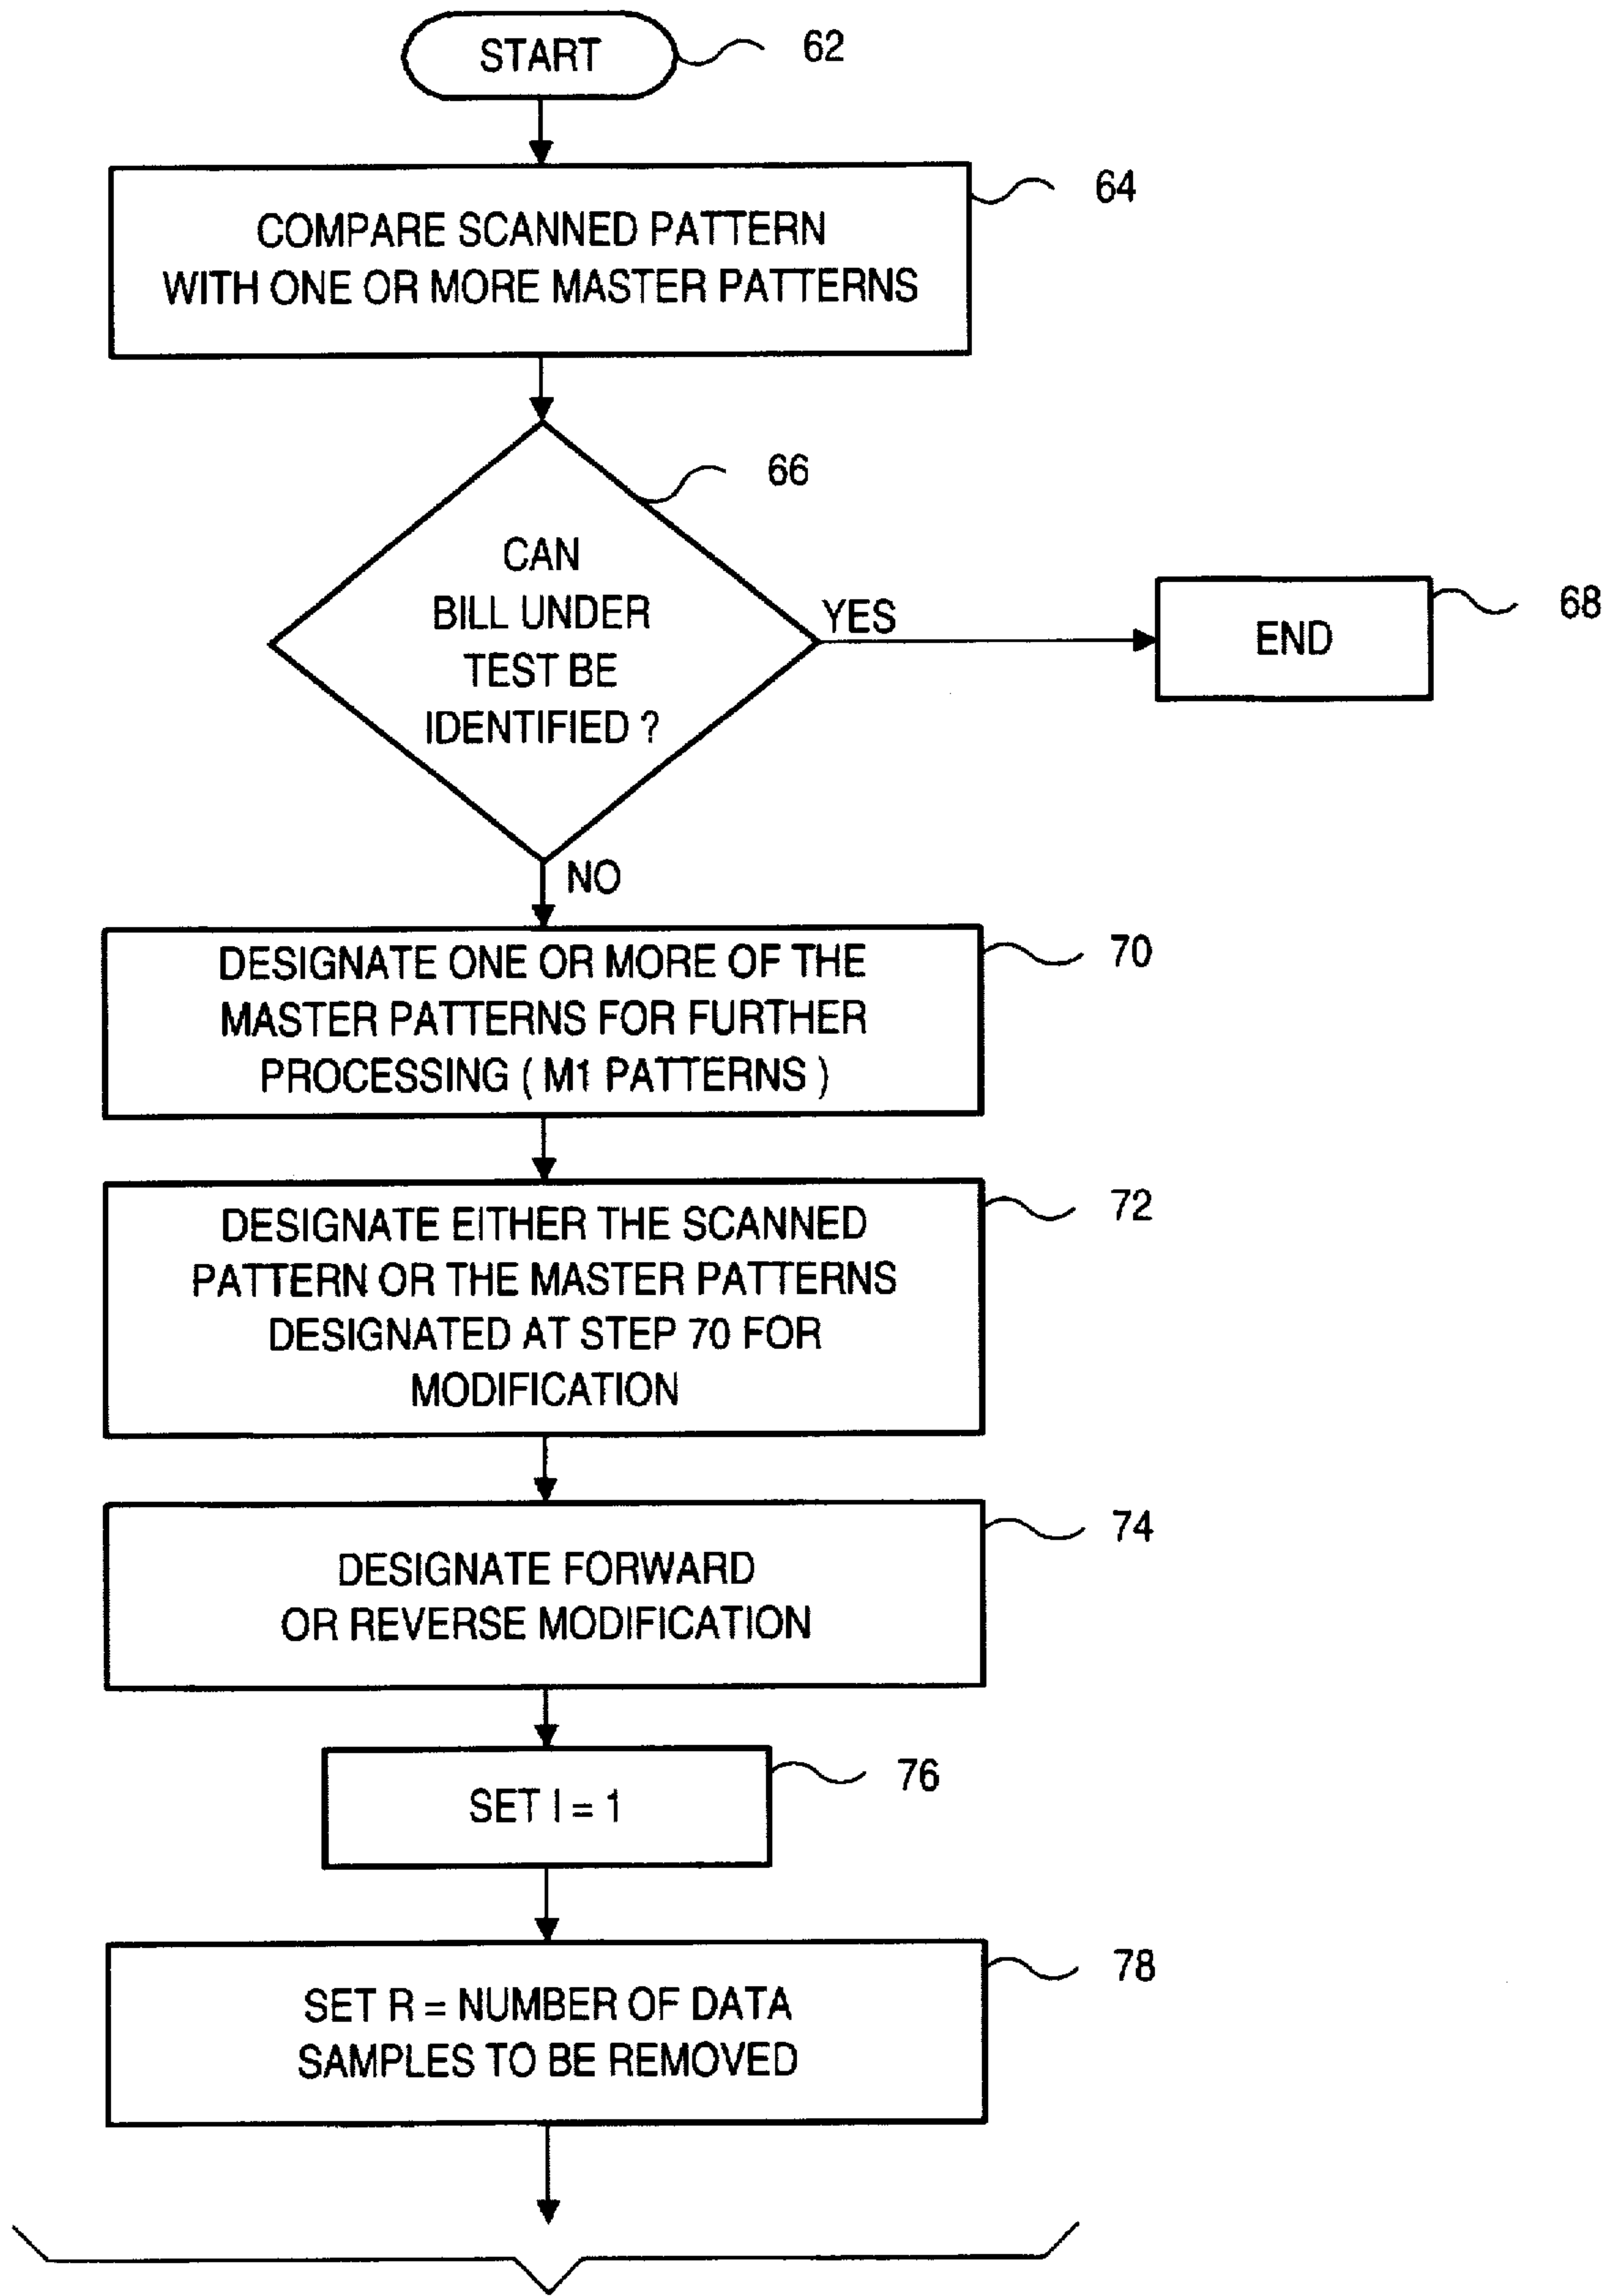 START
62
COMPARE SCANNED PATTERN
WITH ONE OR MORE MASTER PATTERNS
64
CAN
BILL UNDER
TEST BE
IDENTIFIED ?
66
YES
END
68
NO
DESIGNATE ONE OR MORE OF THE
MASTER PATTERNS FOR FURTHER
PROCESSING ( M1 PATTERNS )
70
DESIGNATE EITHER THE SCANNED
PATTERN OR THE MASTER PATTERNS
DESIGNATED AT STEP 70 FOR
MODIFICATION
72
DESIGNATE FORWARD
OR REVERSE MODIFICATION
74
SET I = 1
76
SET R = NUMBER OF DATA
SAMPLES TO BE REMOVED
78